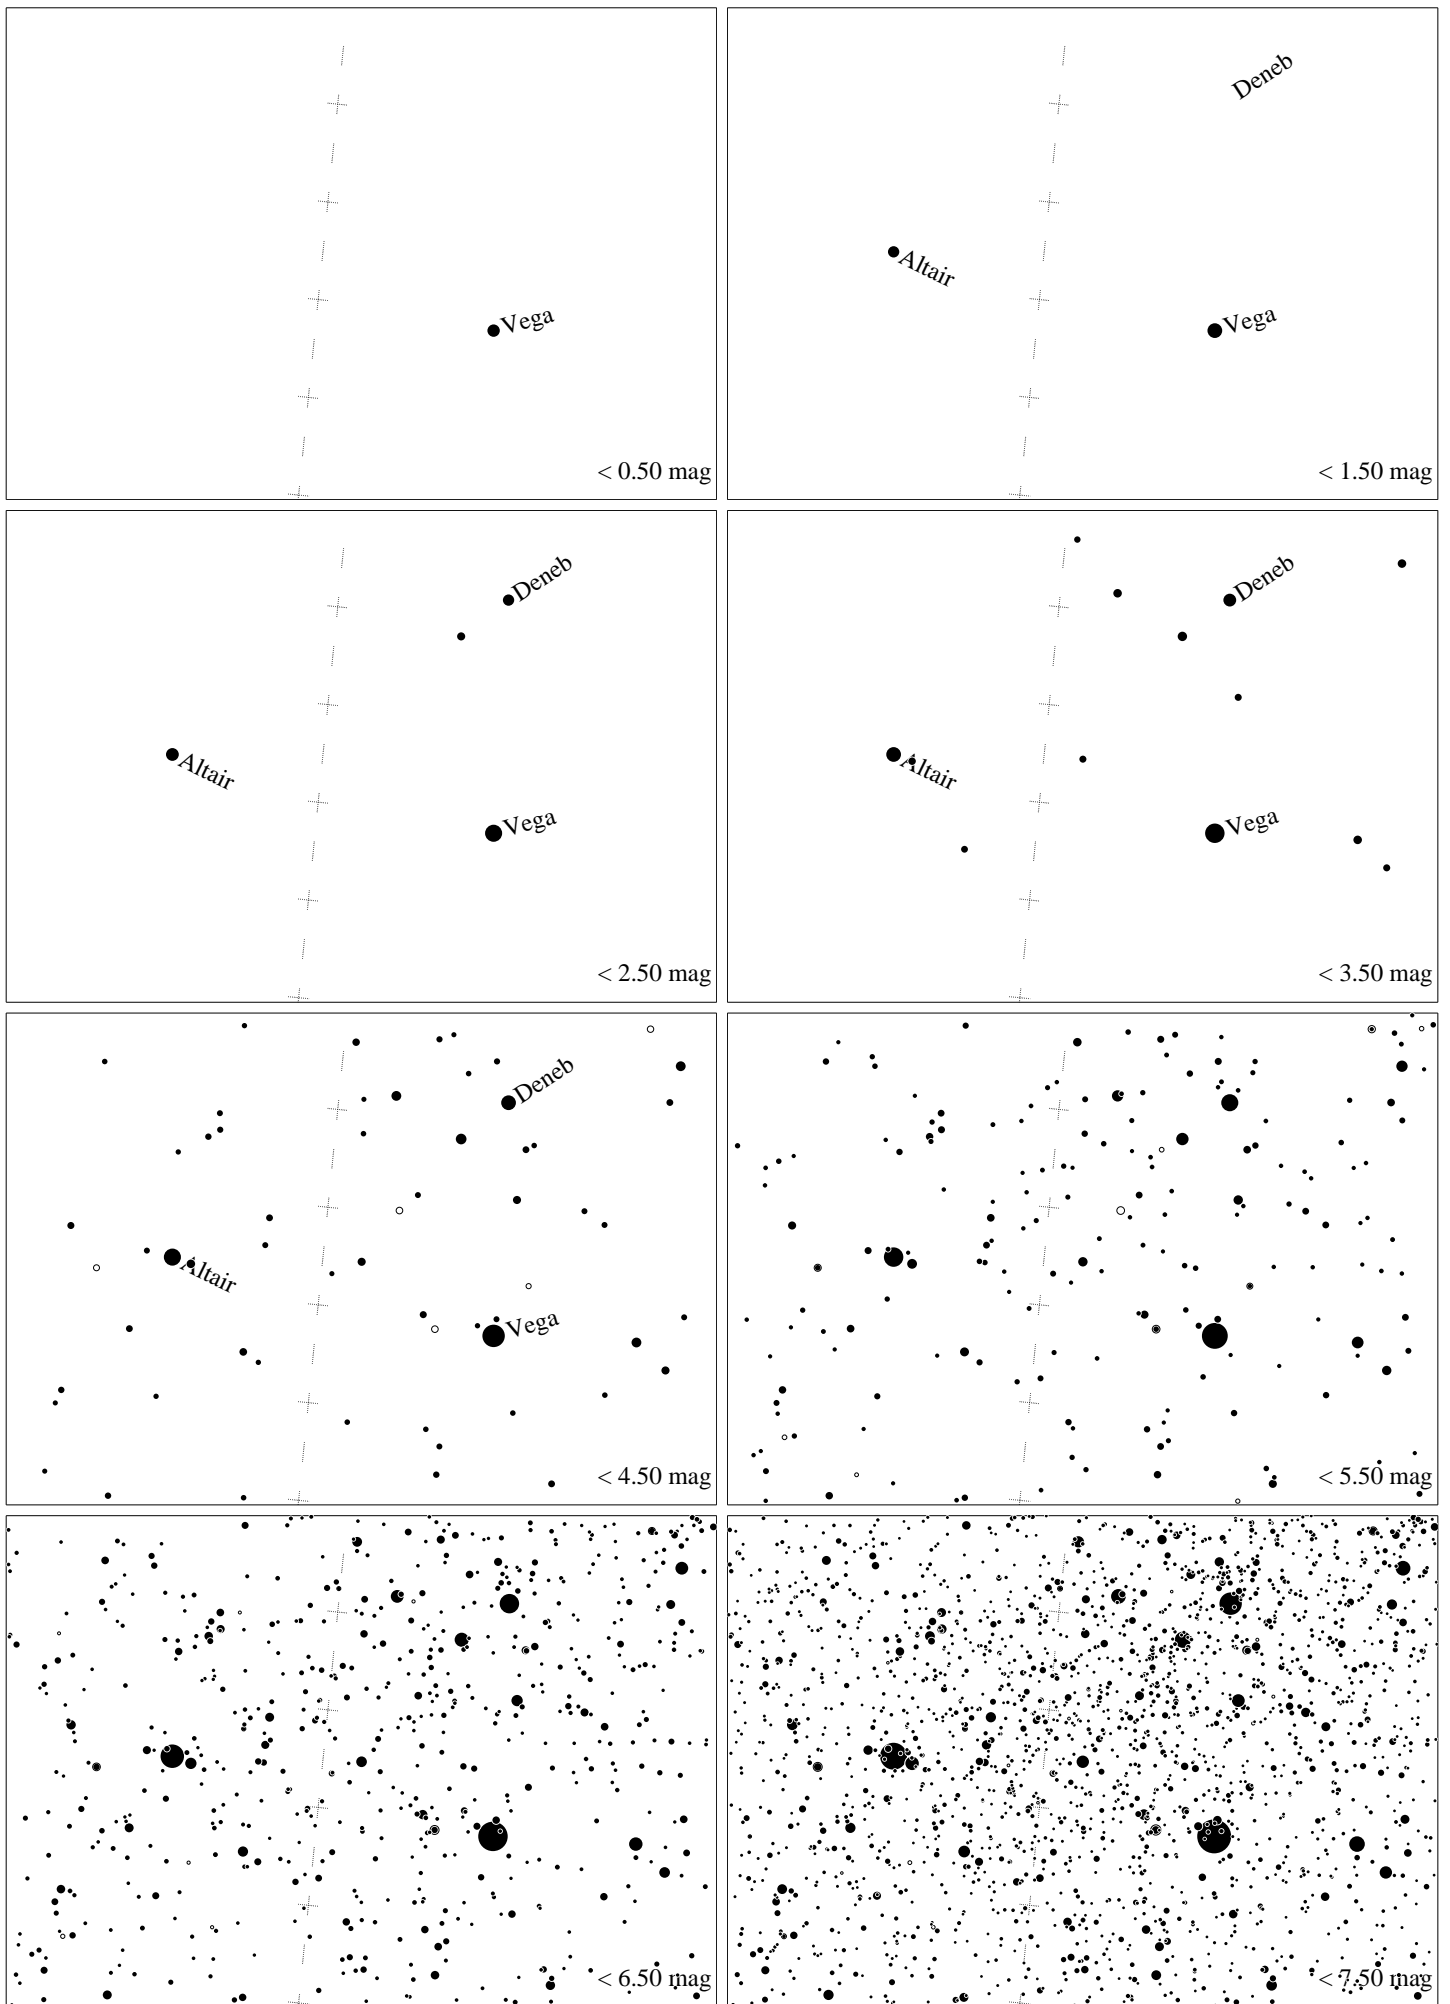 Vega
< 0.50 mag
Deneb
Altair
Vega
< 1.50 mag
Deneb
Altair
Vega
< 2.50 mag
Deneb
Altair
Vega
< 3.50 mag
Deneb
Altair
Vega
< 4.50 mag
< 5.50 mag
< 6.50 mag
< 7.50 mag